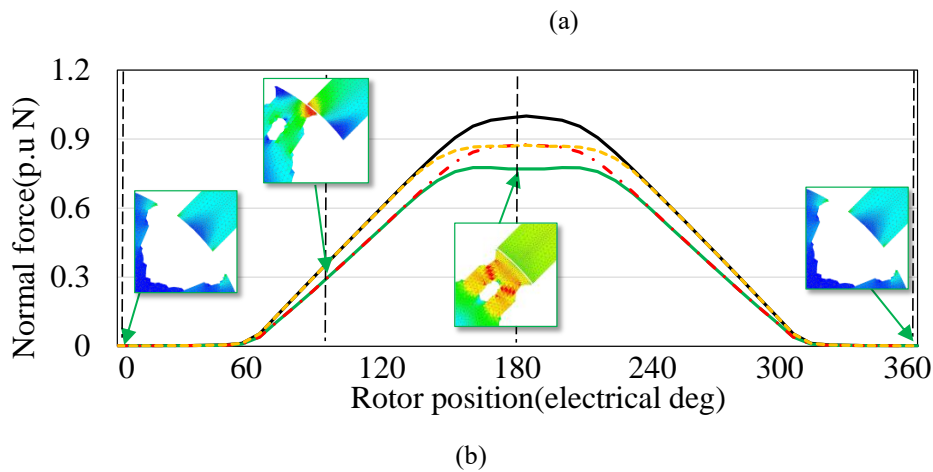 (a)
1.2
0.9
0.6
0.3
0
Normal force(p.u N)
0 60 120 180 240 300 360
Rotor position(electrical deg)
(b)